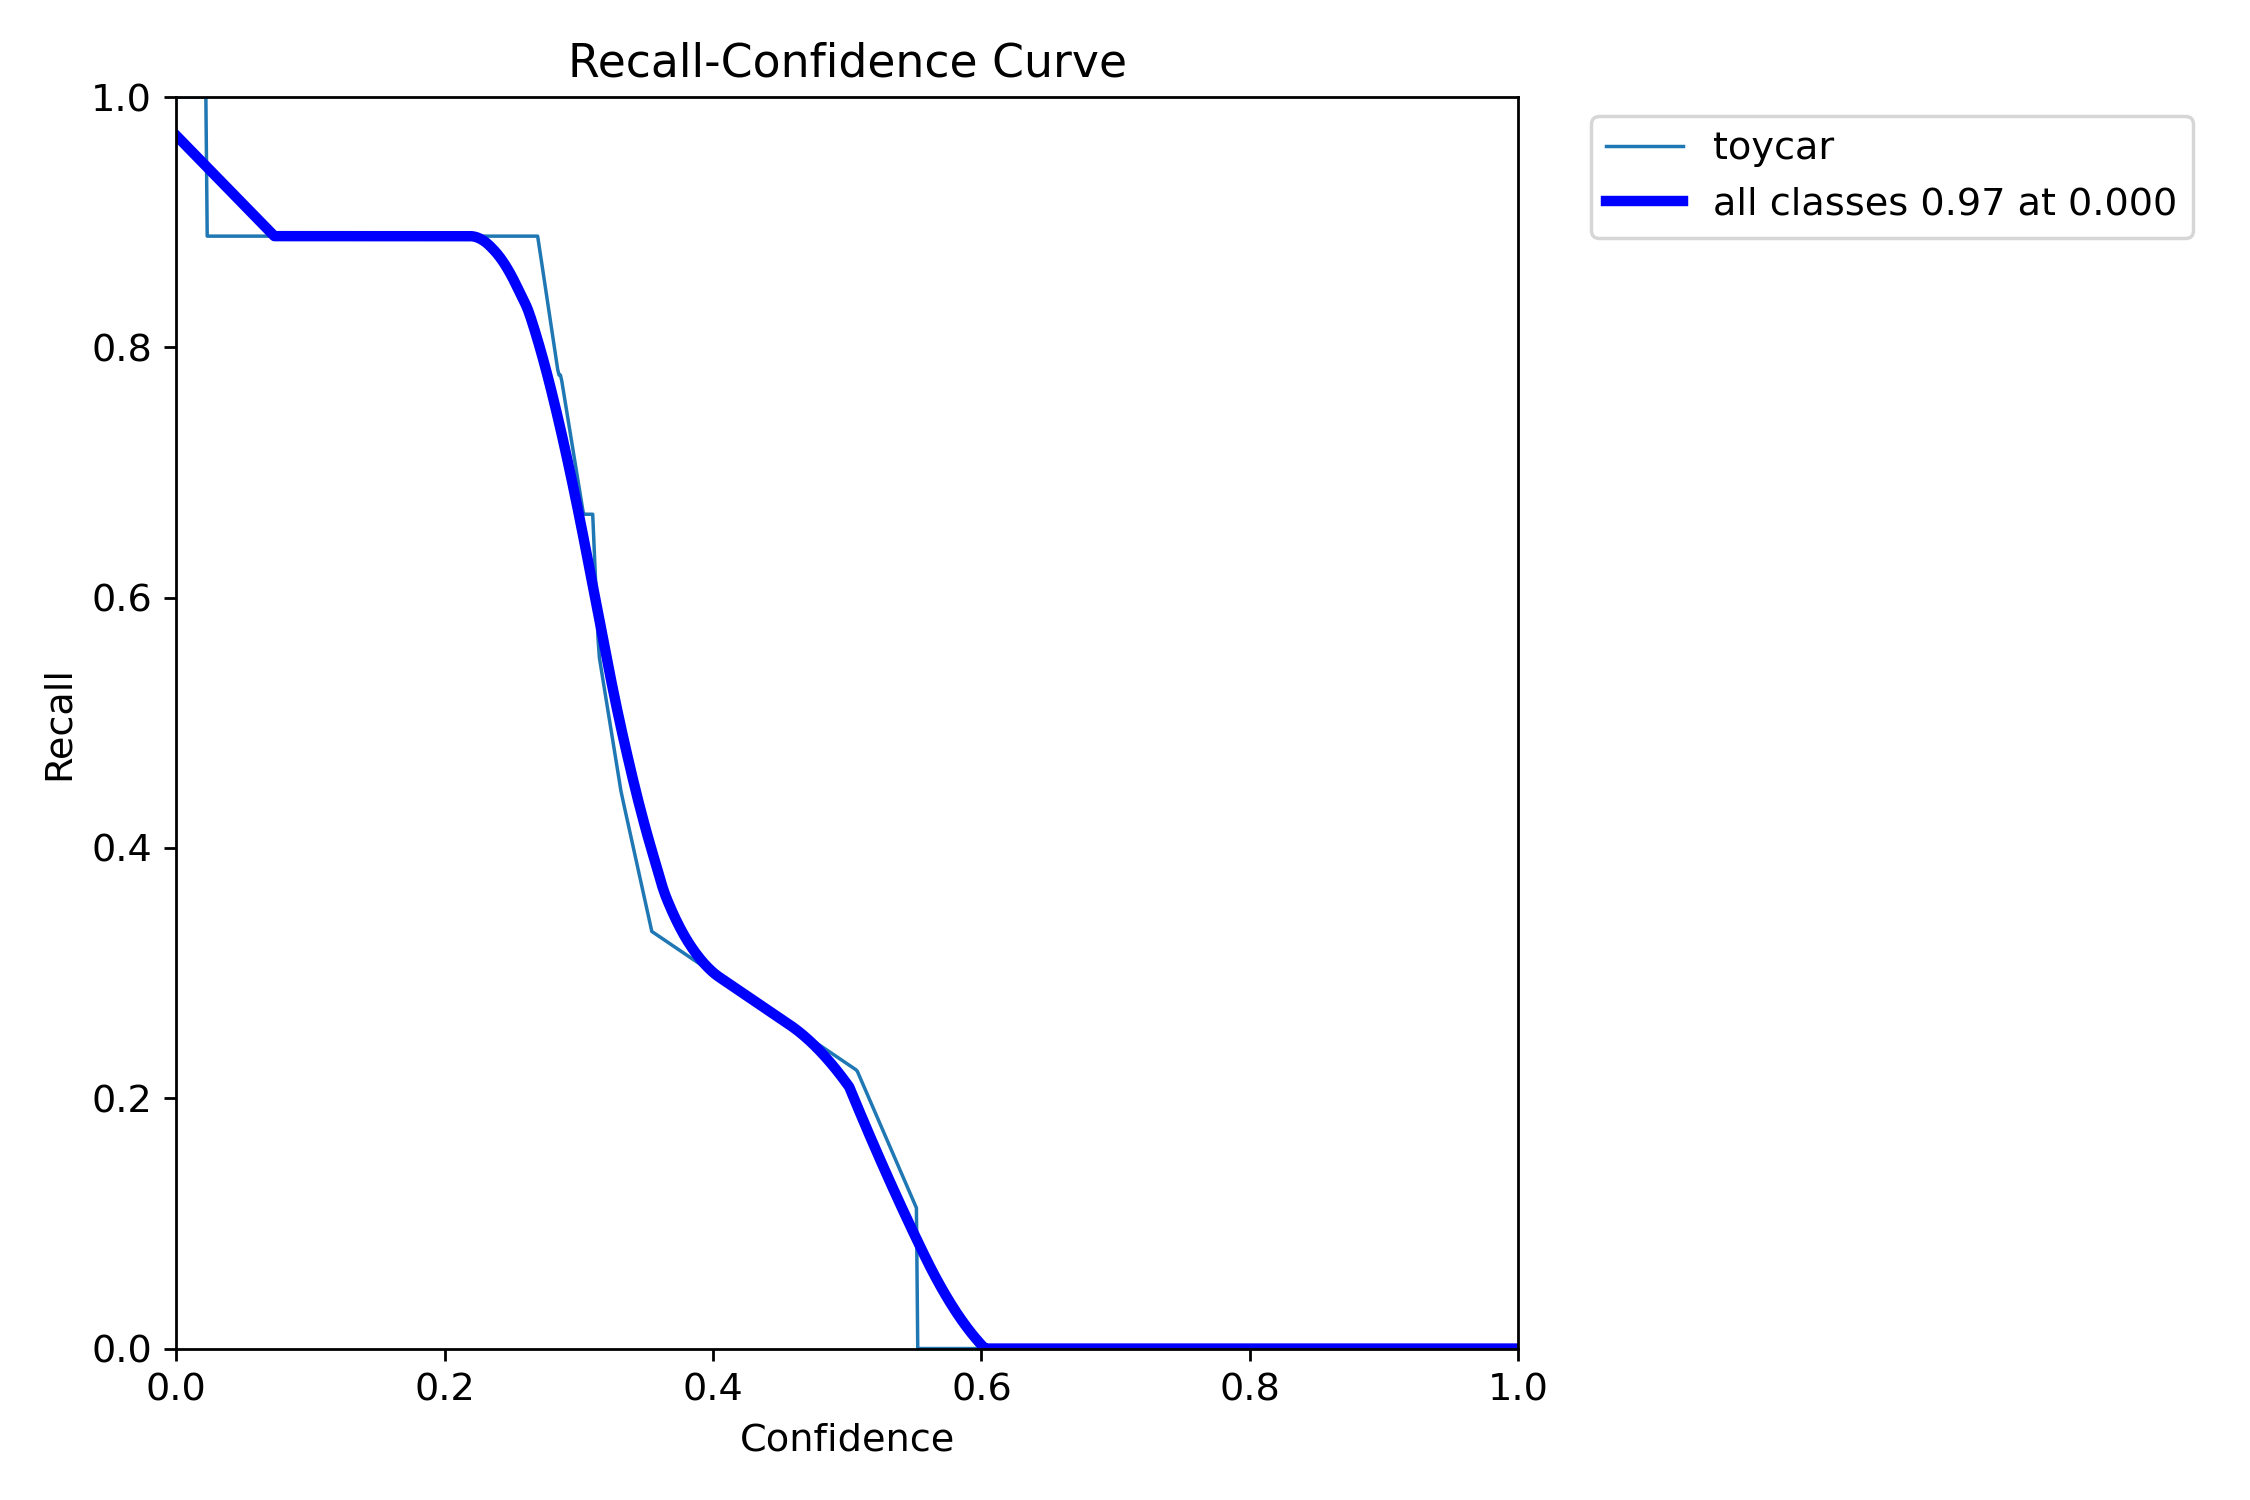 Recall-Confidence Curve
1.0
0.8
0.6
0.4
0.2
0.0
Recall
0.0 0.2 0.4 0.6 0.8 1.0
Confidence
toycar
all classes 0.97 at 0.000